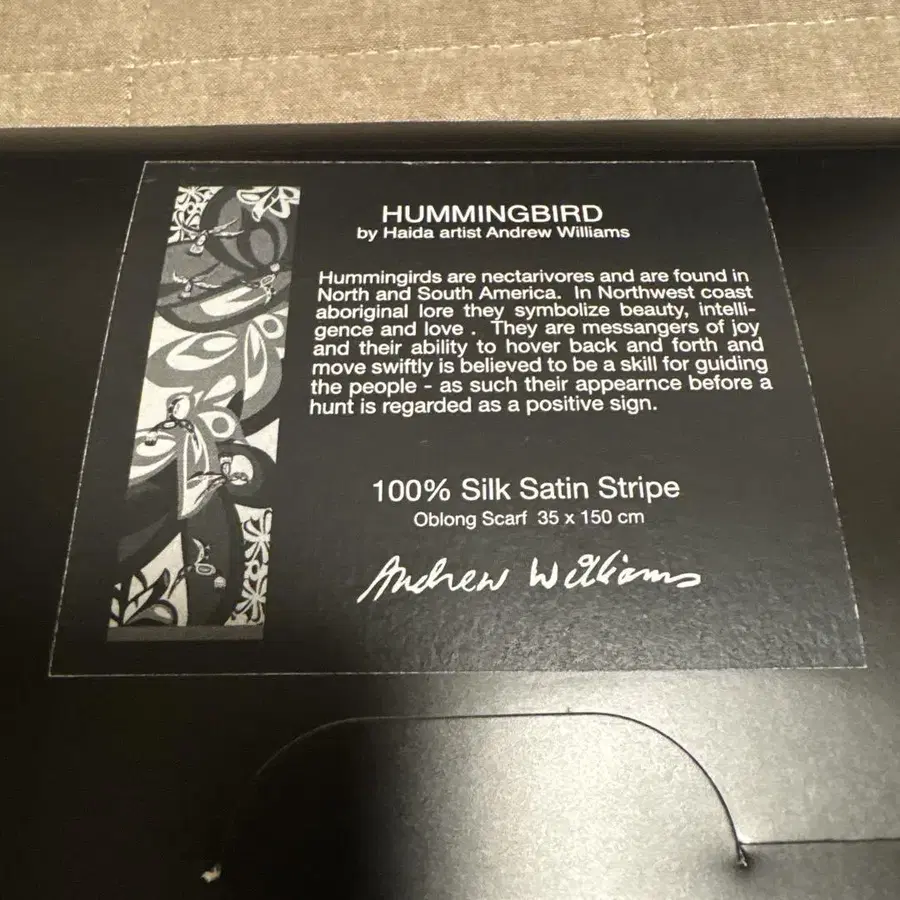 HUMMINGBIRD
by Haida artist Andrew Williams
Hummingirds are nectarivores and are found in
North and South America. In Northwest coast
aboriginal lore they symbolize beauty, intelli-
gence and love . They are messangers of joy
and their ability to hover back and forth and
move swiftly is believed to be a skill for guiding
the people - as such their appearnce before a
hunt is regarded as a positive sign.
100% Silk Satin Stripe
Oblong Scarf 35 x 150 cm
Andrew Williams